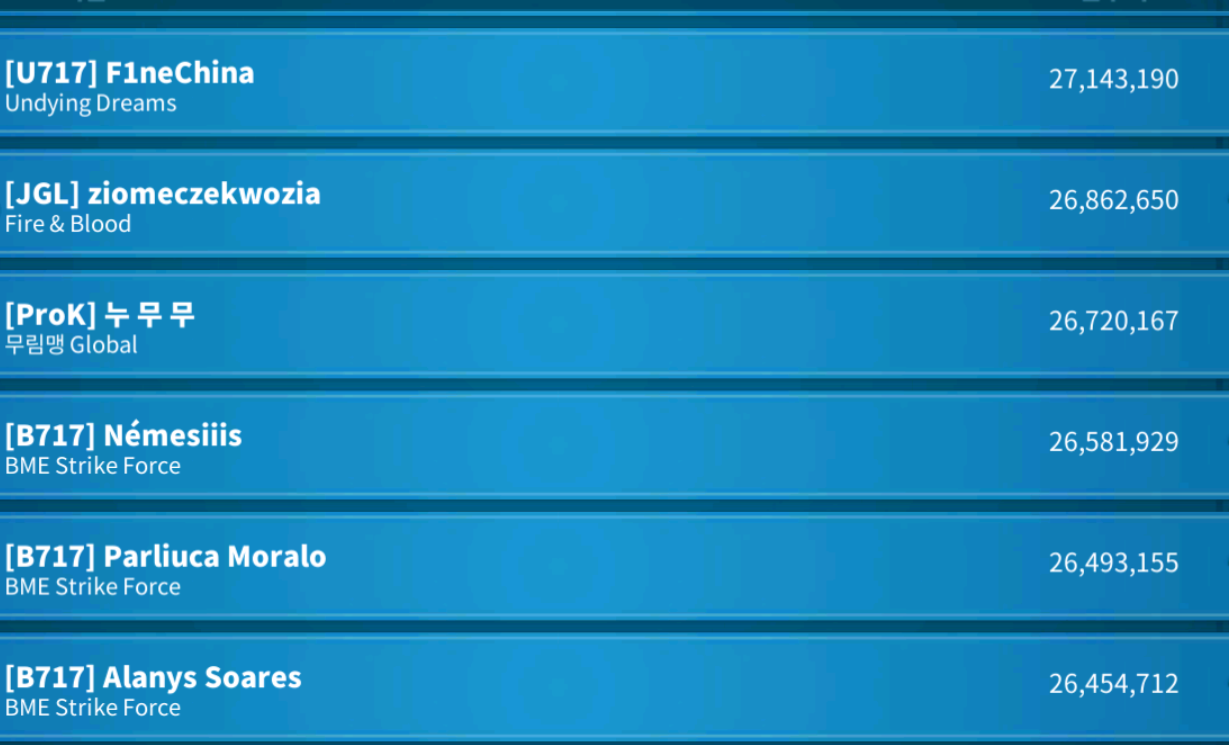 [U717] F1neChina
27,143,190
Undying Dreams
[JGL] ziomeczekwozia
26,862,650
Fire & Blood
[ProK] 누 무 무
26,720,167
무림맹 Global
[B717] Némesiiis
26,581,929
BME Strike Force
[B717] Parliuca Moralo
26,493,155
BME Strike Force
[B717] Alanys Soares
26,454,712
BME Strike Force